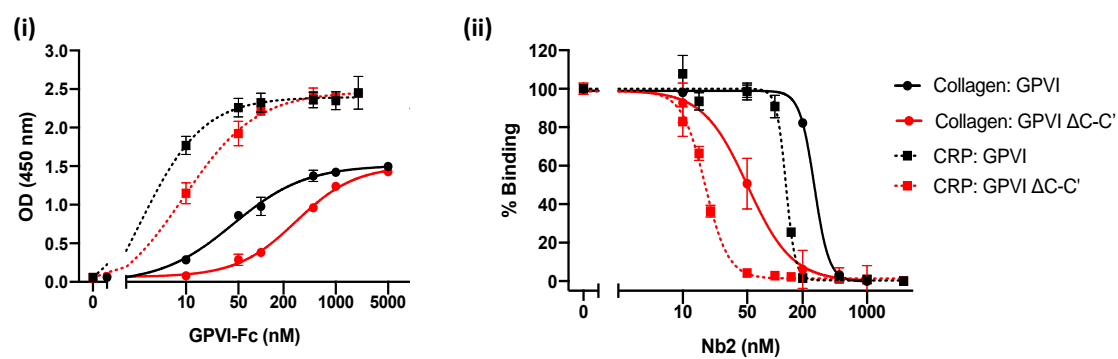 (i)
3.0
2.5
2.0
1.5
1.0
0.5
0.0
OD (450 nm)
0 10 50 200 1000 5000
GPVI-Fc (nM)
(ii)
120
100
80
60
40
20
0
% Binding
0 10 50 200 1000
Nb2 (nM)
Collagen: GPVI
Collagen: GPVI ΔC-C'
CRP: GPVI
CRP: GPVI ΔC-C'